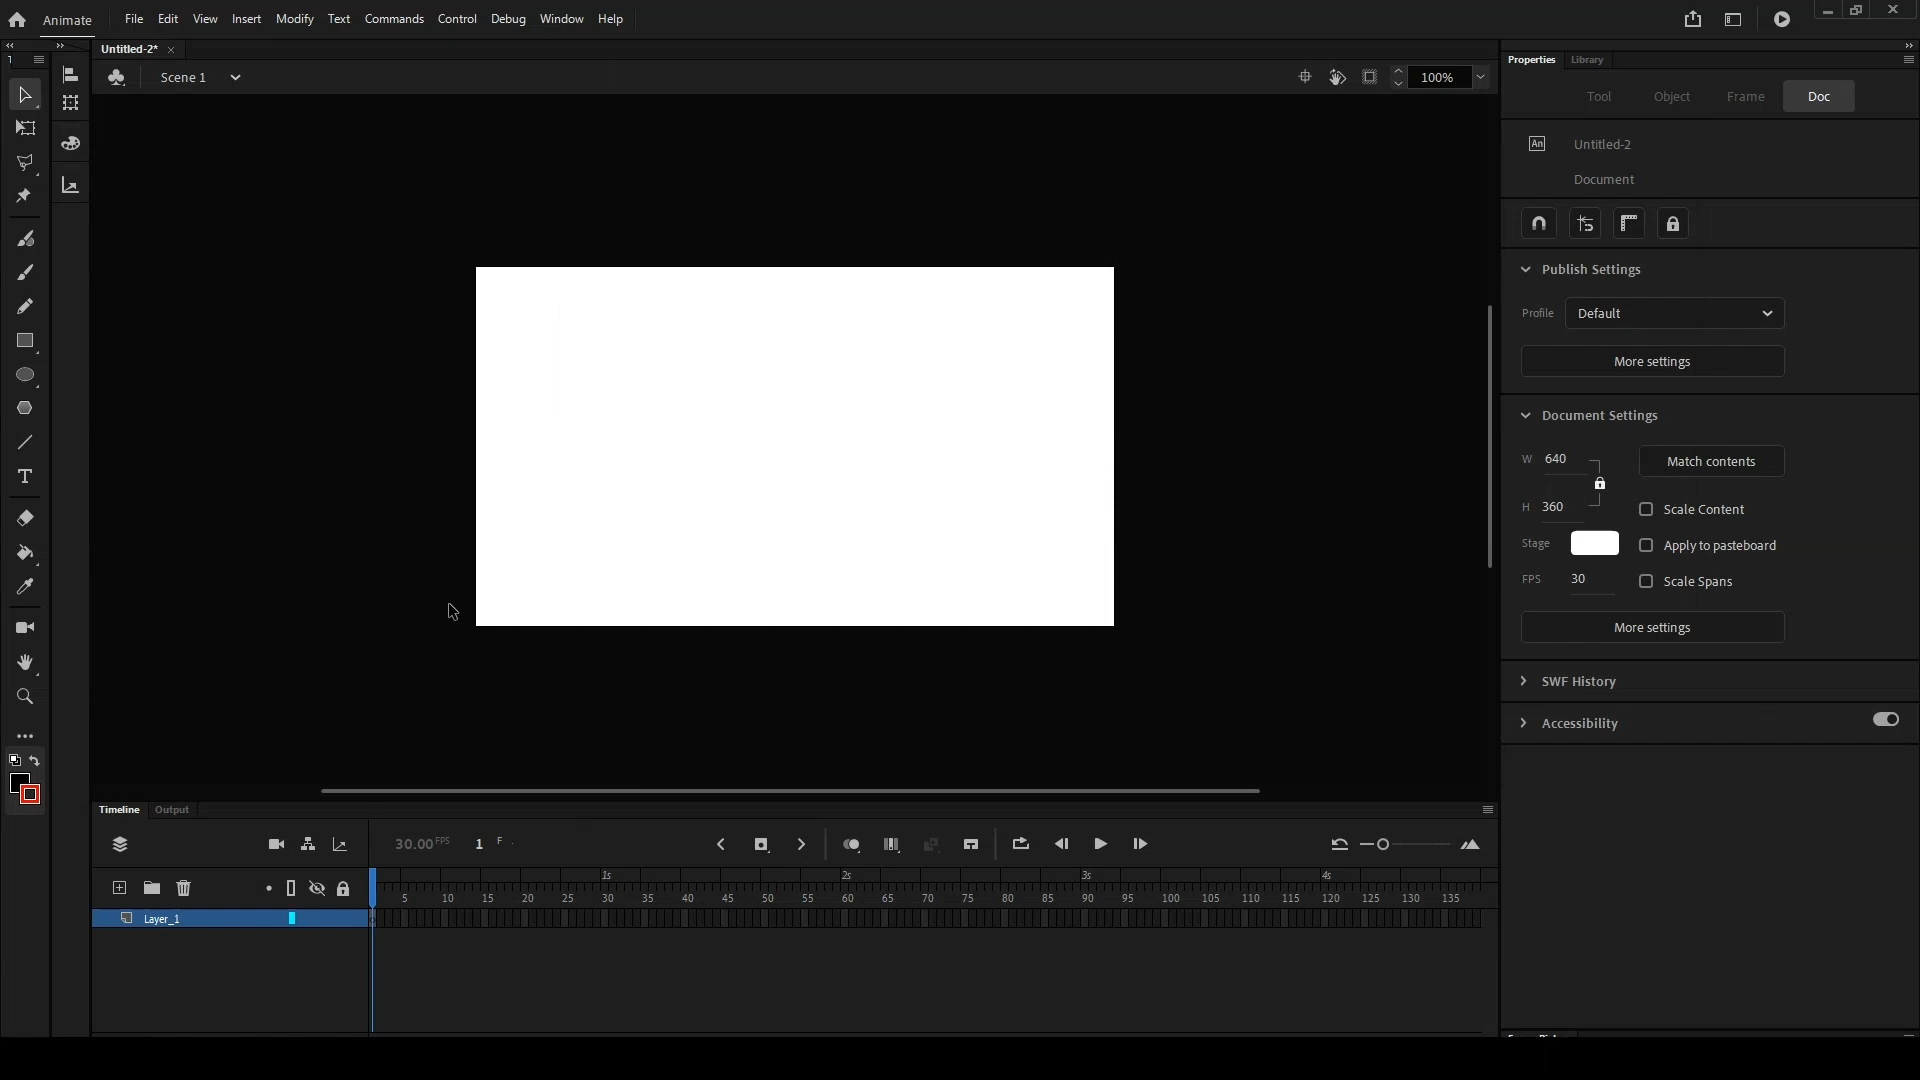 Animate File Edit View Insert Modify Text Commands Control Debug Window Help
Untitled-2*
Scene 1 100%
Properties Library
Tool Object Frame Doc
An Untitled-2
Document
Publish Settings
Profile Default
More settings
Document Settings
W 640 Match contents
H 360 Scale Content
Stage Apply to pasteboard
FPS 30 Scale Spans
More settings
SWF History
Accessibility
Timeline Output
30.00 FPS 1 F
1s 2s 3s 4s
5 10 15 20 25 30 35 40 45 50 55 60 65 70 75 80 85 90 95 100 105 110 115 120 125 130 135
Layer_1